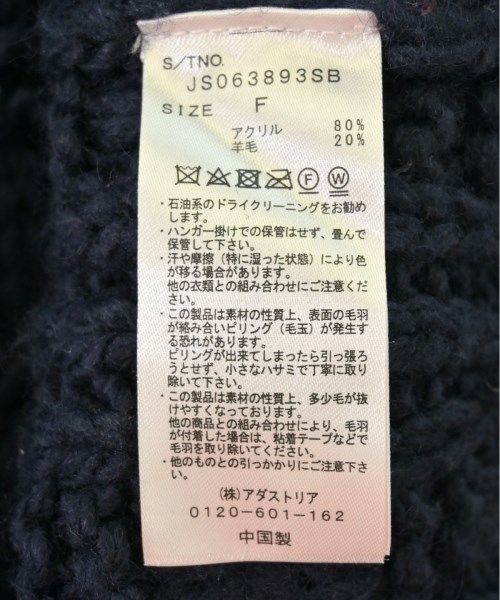 S/TNO.
JS063893SB
SIZE F
アクリル 80%
羊毛 20%
Ⓕ Ⓦ
・石油系のドライクリーニングをお勧め
します。
・ハンガー掛けでの保管はせず、畳んで
保管して下さい。
・汗や摩擦（特に湿った状態）により色
が移る場合があります。
他の衣類との組み合わせにご注意くだ
さい。
・この製品は素材の性質上、表面の毛羽
が絡み合いピリング（毛玉）が発生す
る恐れがあります。
ピリングが出来てしまったら引っ張ろ
うとせず、小さなハサミで丁寧に取り
除いて下さい。
・この製品は素材の性質上、多少毛が抜
けやすくなっております。
他の商品との組み合わせにより、毛羽
が付着した場合は、粘着テープなどで
毛羽を取り除いてください。
・他のものとの引っかかりにご注意下さ
い。
（株）アダストリア
0120-601-162
中国製